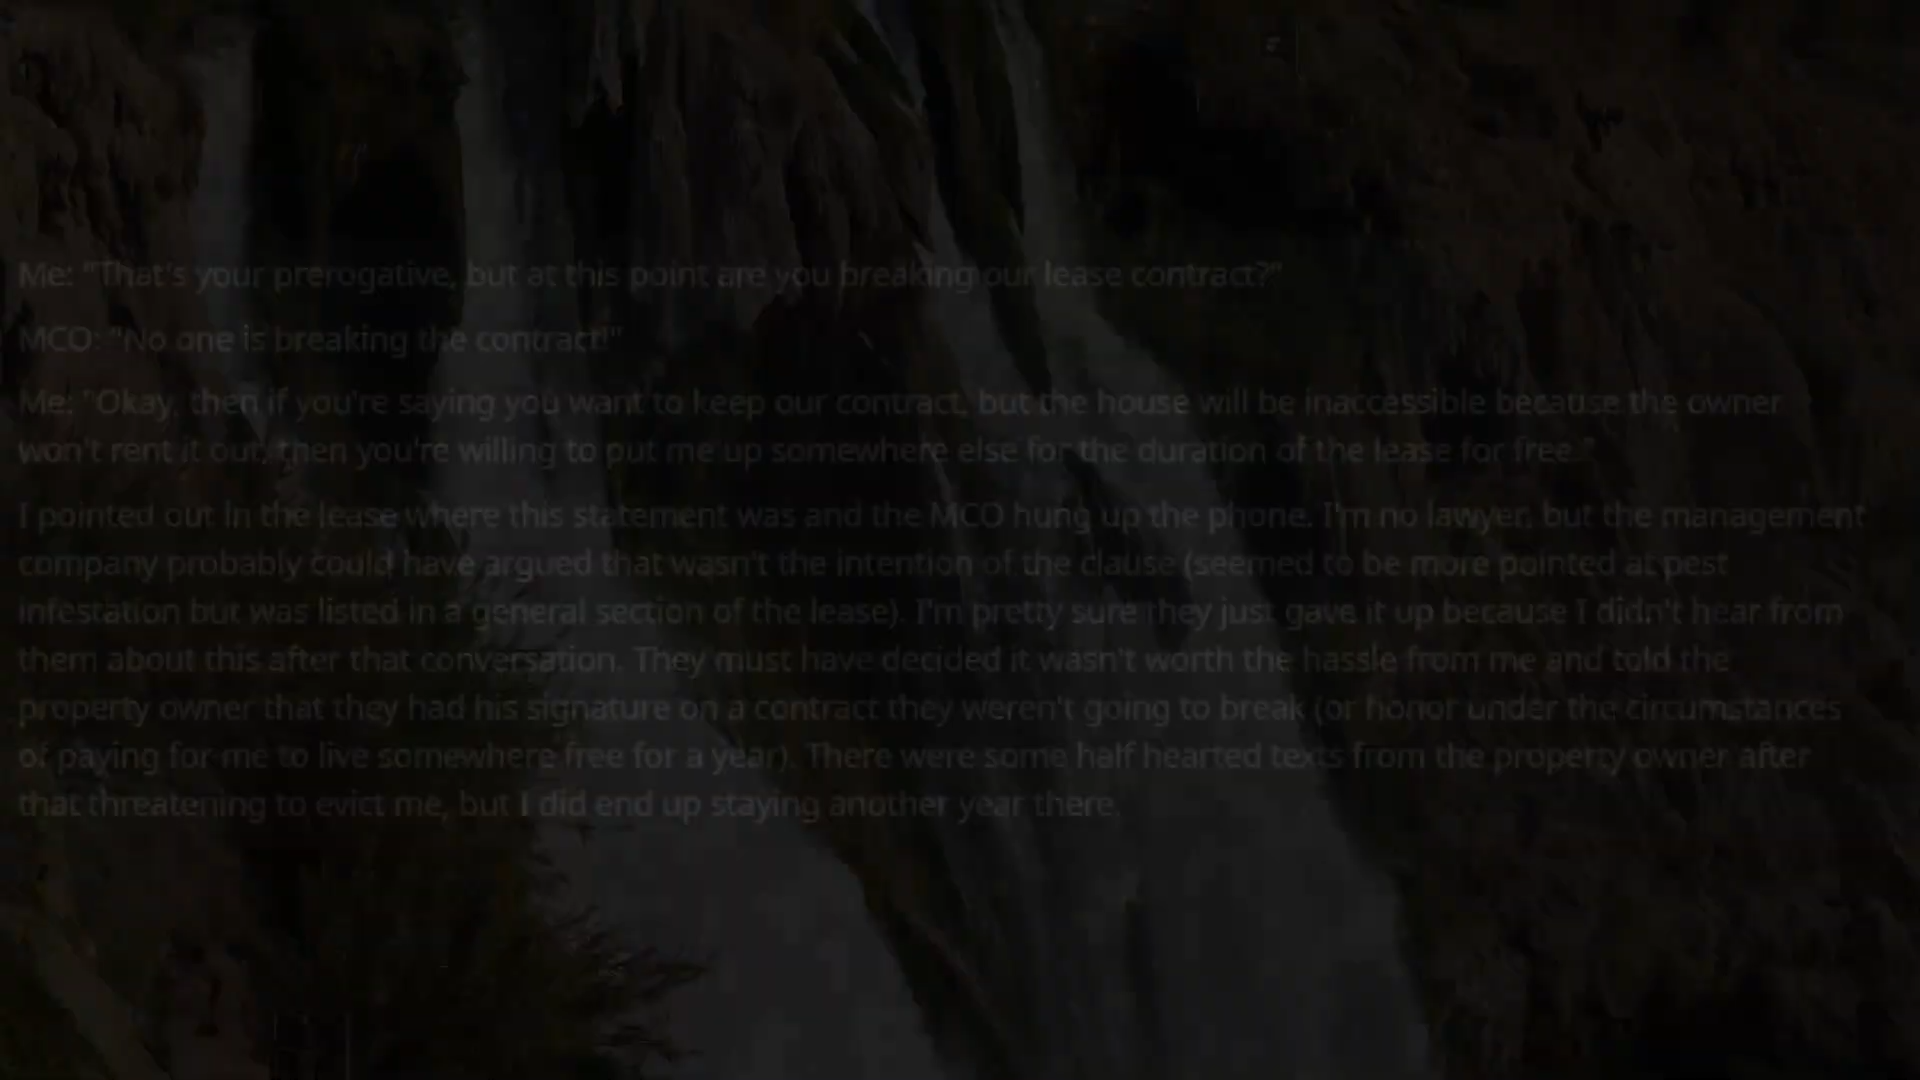 Me: "That's your prerogative, but at this point are you breaking our lease contract?"
MCO: "No one is breaking the contract!"
Me: "Okay, then if you're saying you want to keep our contract, but the house will be inaccessible because the owner
won't rent it out, then you're willing to put me up somewhere else for the duration of the lease for free."
I pointed out in the lease where this statement was and the MCO hung up the phone. I'm no lawyer, but the management
company probably could have argued that wasn't the intention of the clause (seemed to be more pointed at pest
infestation but was listed in a general section of the lease). I'm pretty sure they just gave it up because I didn't hear from
them about this after that conversation. They must have decided it wasn't worth the hassle from me and told the
property owner that they had his signature on a contract they weren't going to break (or honor under the circumstances
of paying for me to live somewhere free for a year). There were some half hearted texts from the property owner after
that threatening to evict me, but I did end up staying another year there.